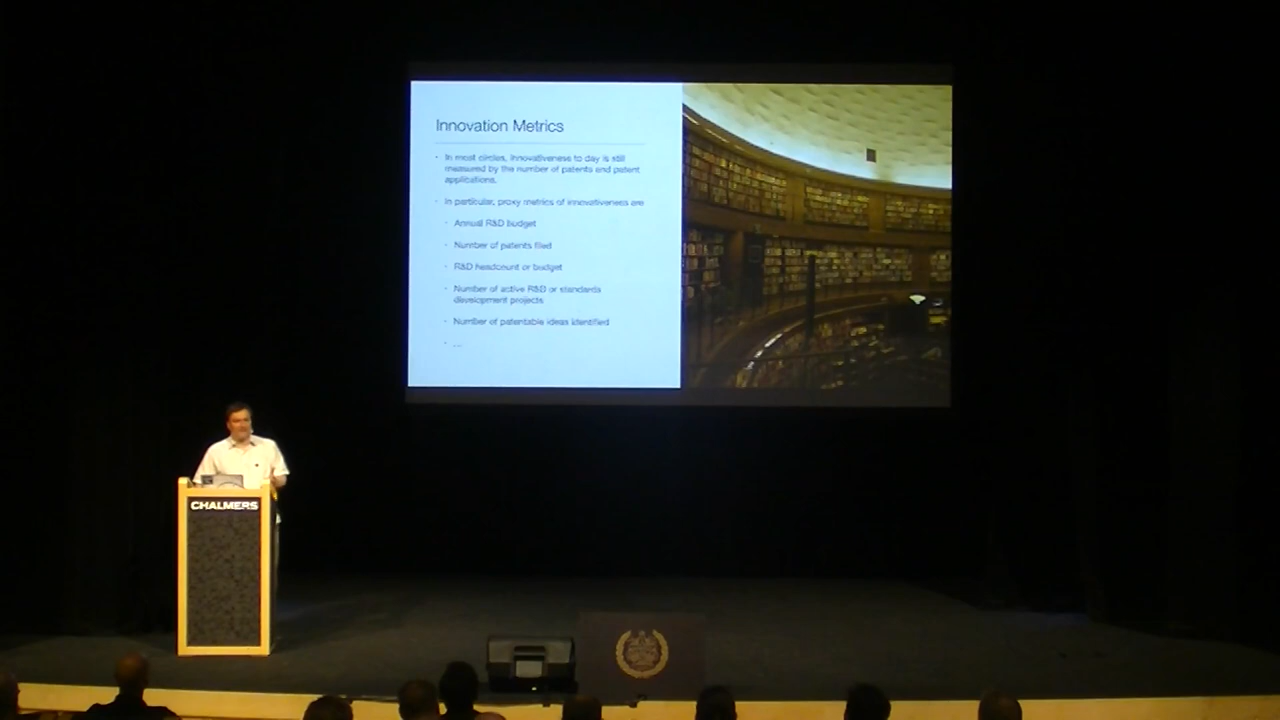 Innovation Metrics
In most circles, innovativeness to day is still
measured by the number of patents and patent
applications.
In particular, proxy metrics of innovativeness are
Annual R&D budget
Number of patents filed
R&D headcount or budget
Number of active R&D or standards
development projects
Number of patentable ideas identified
...
CHALMERS